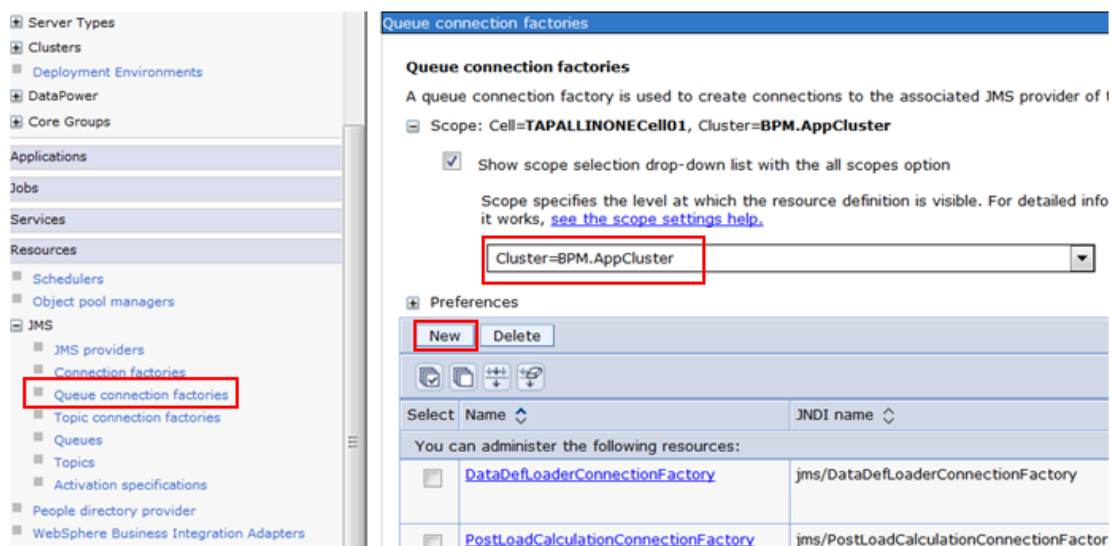 Server Types
Clusters
Deployment Environments
DataPower
Core Groups
Applications
Jobs
Services
Resources
Schedulers
Object pool managers
JMS
JMS providers
Connection factories
Queue connection factories
Topic connection factories
Queues
Topics
Activation specifications
People directory provider
WebSphere Business Integration Adapters
Queue connection factories
Queue connection factories
A queue connection factory is used to create connections to the associated JMS provider of
Scope: Cell=TAPALLINONECell01, Cluster=BPM.AppCluster
Show scope selection drop-down list with the all scopes option
Scope specifies the level at which the resource definition is visible. For detailed info
it works, see the scope settings help.
Cluster=BPM.AppCluster
Preferences
New Delete
Select Name JNDI name
You can administer the following resources:
DataDefLoaderConnectionFactory jms/DataDefLoaderConnectionFactory
PostLoadCalculationConnectionFactory jms/PostLoadCalculationConnectionFactor